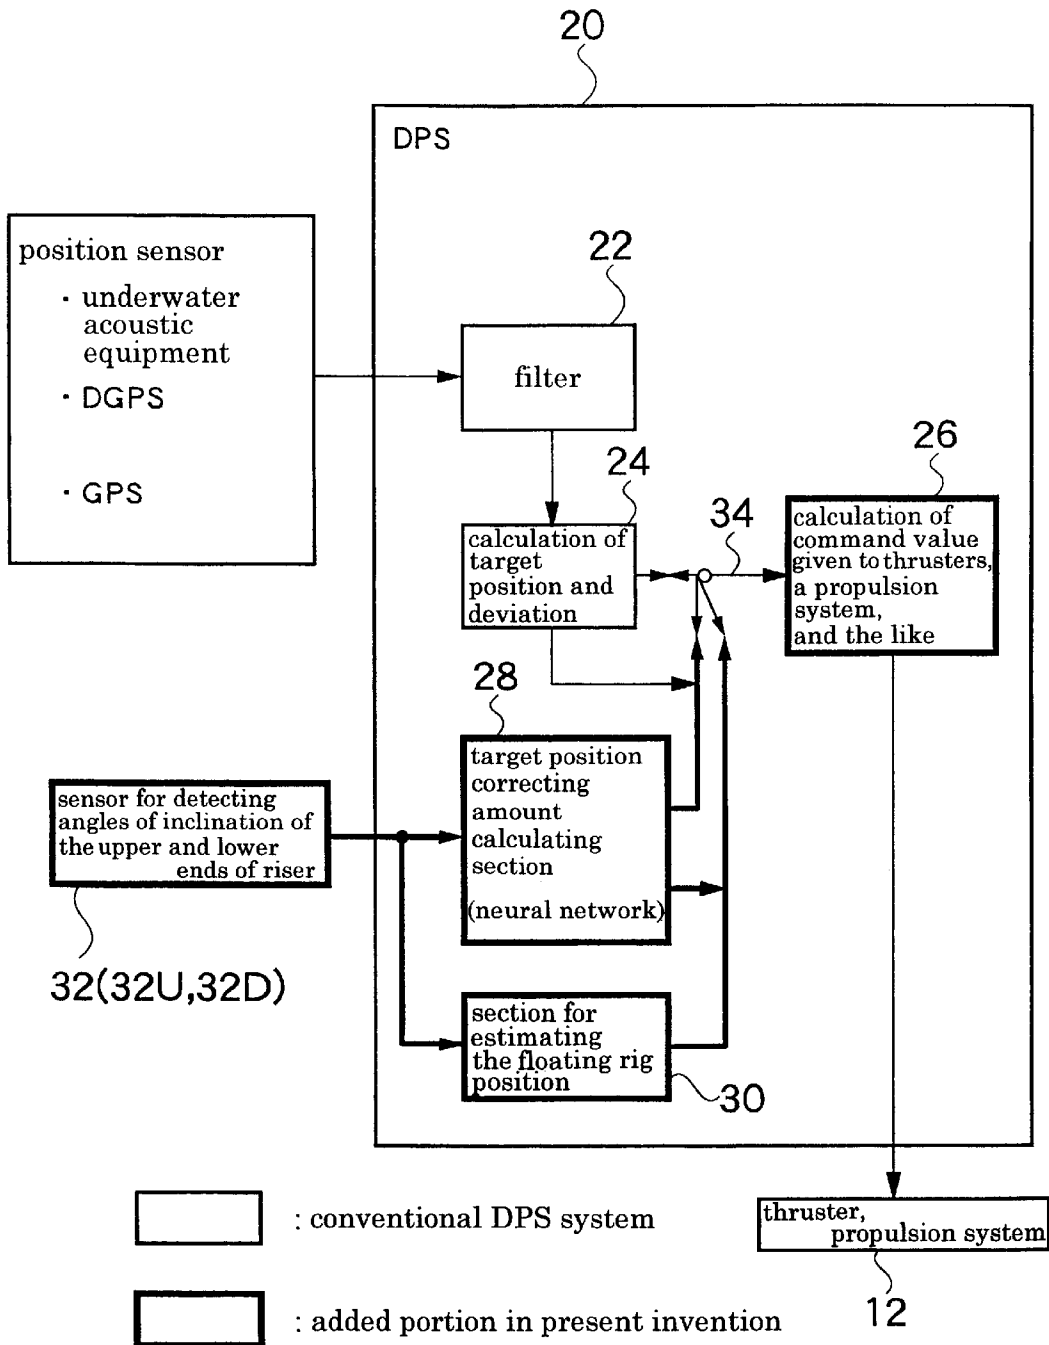 20
DPS
position sensor
· underwater
acoustic
equipment
· DGPS
· GPS
22
filter
24
calculation of
target
position and
deviation
34
26
calculation of
command value
given to thrusters,
a propulsion
system,
and the like
28
target position
correcting
amount
calculating
section
(neural network)
sensor for detecting
angles of inclination of
the upper and lower
ends of riser
32(32U,32D)
section for
estimating
the floating rig
position
30
: conventional DPS system
thruster,
propulsion system
12
: added portion in present invention